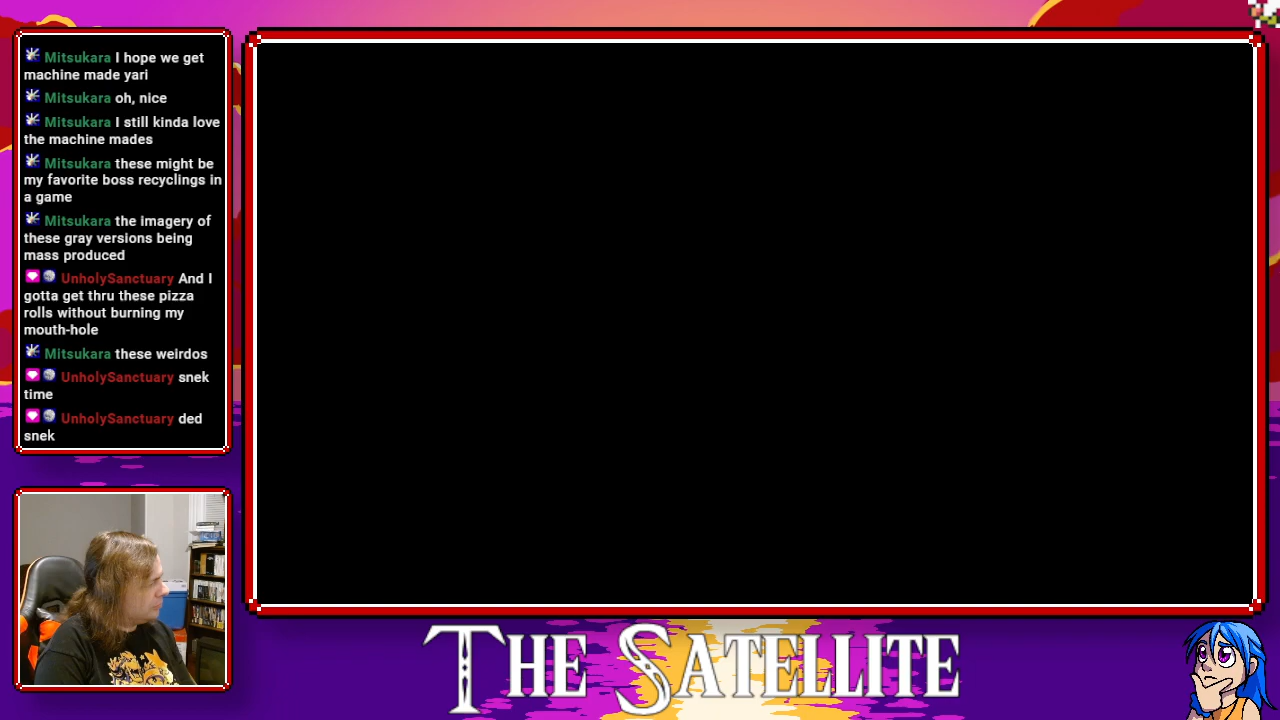 Mitsukara I hope we get
machine made yari
Mitsukara oh, nice
Mitsukara I still kinda love
the machine mades
Mitsukara these might be
my favorite boss recyclings in
a game
Mitsukara the imagery of
these gray versions being
mass produced
UnholySanctuary And I
gotta get thru these pizza
rolls without burning my
mouth-hole
Mitsukara these weirdos
UnholySanctuary snek
time
UnholySanctuary ded
snek
THE SATELLITE